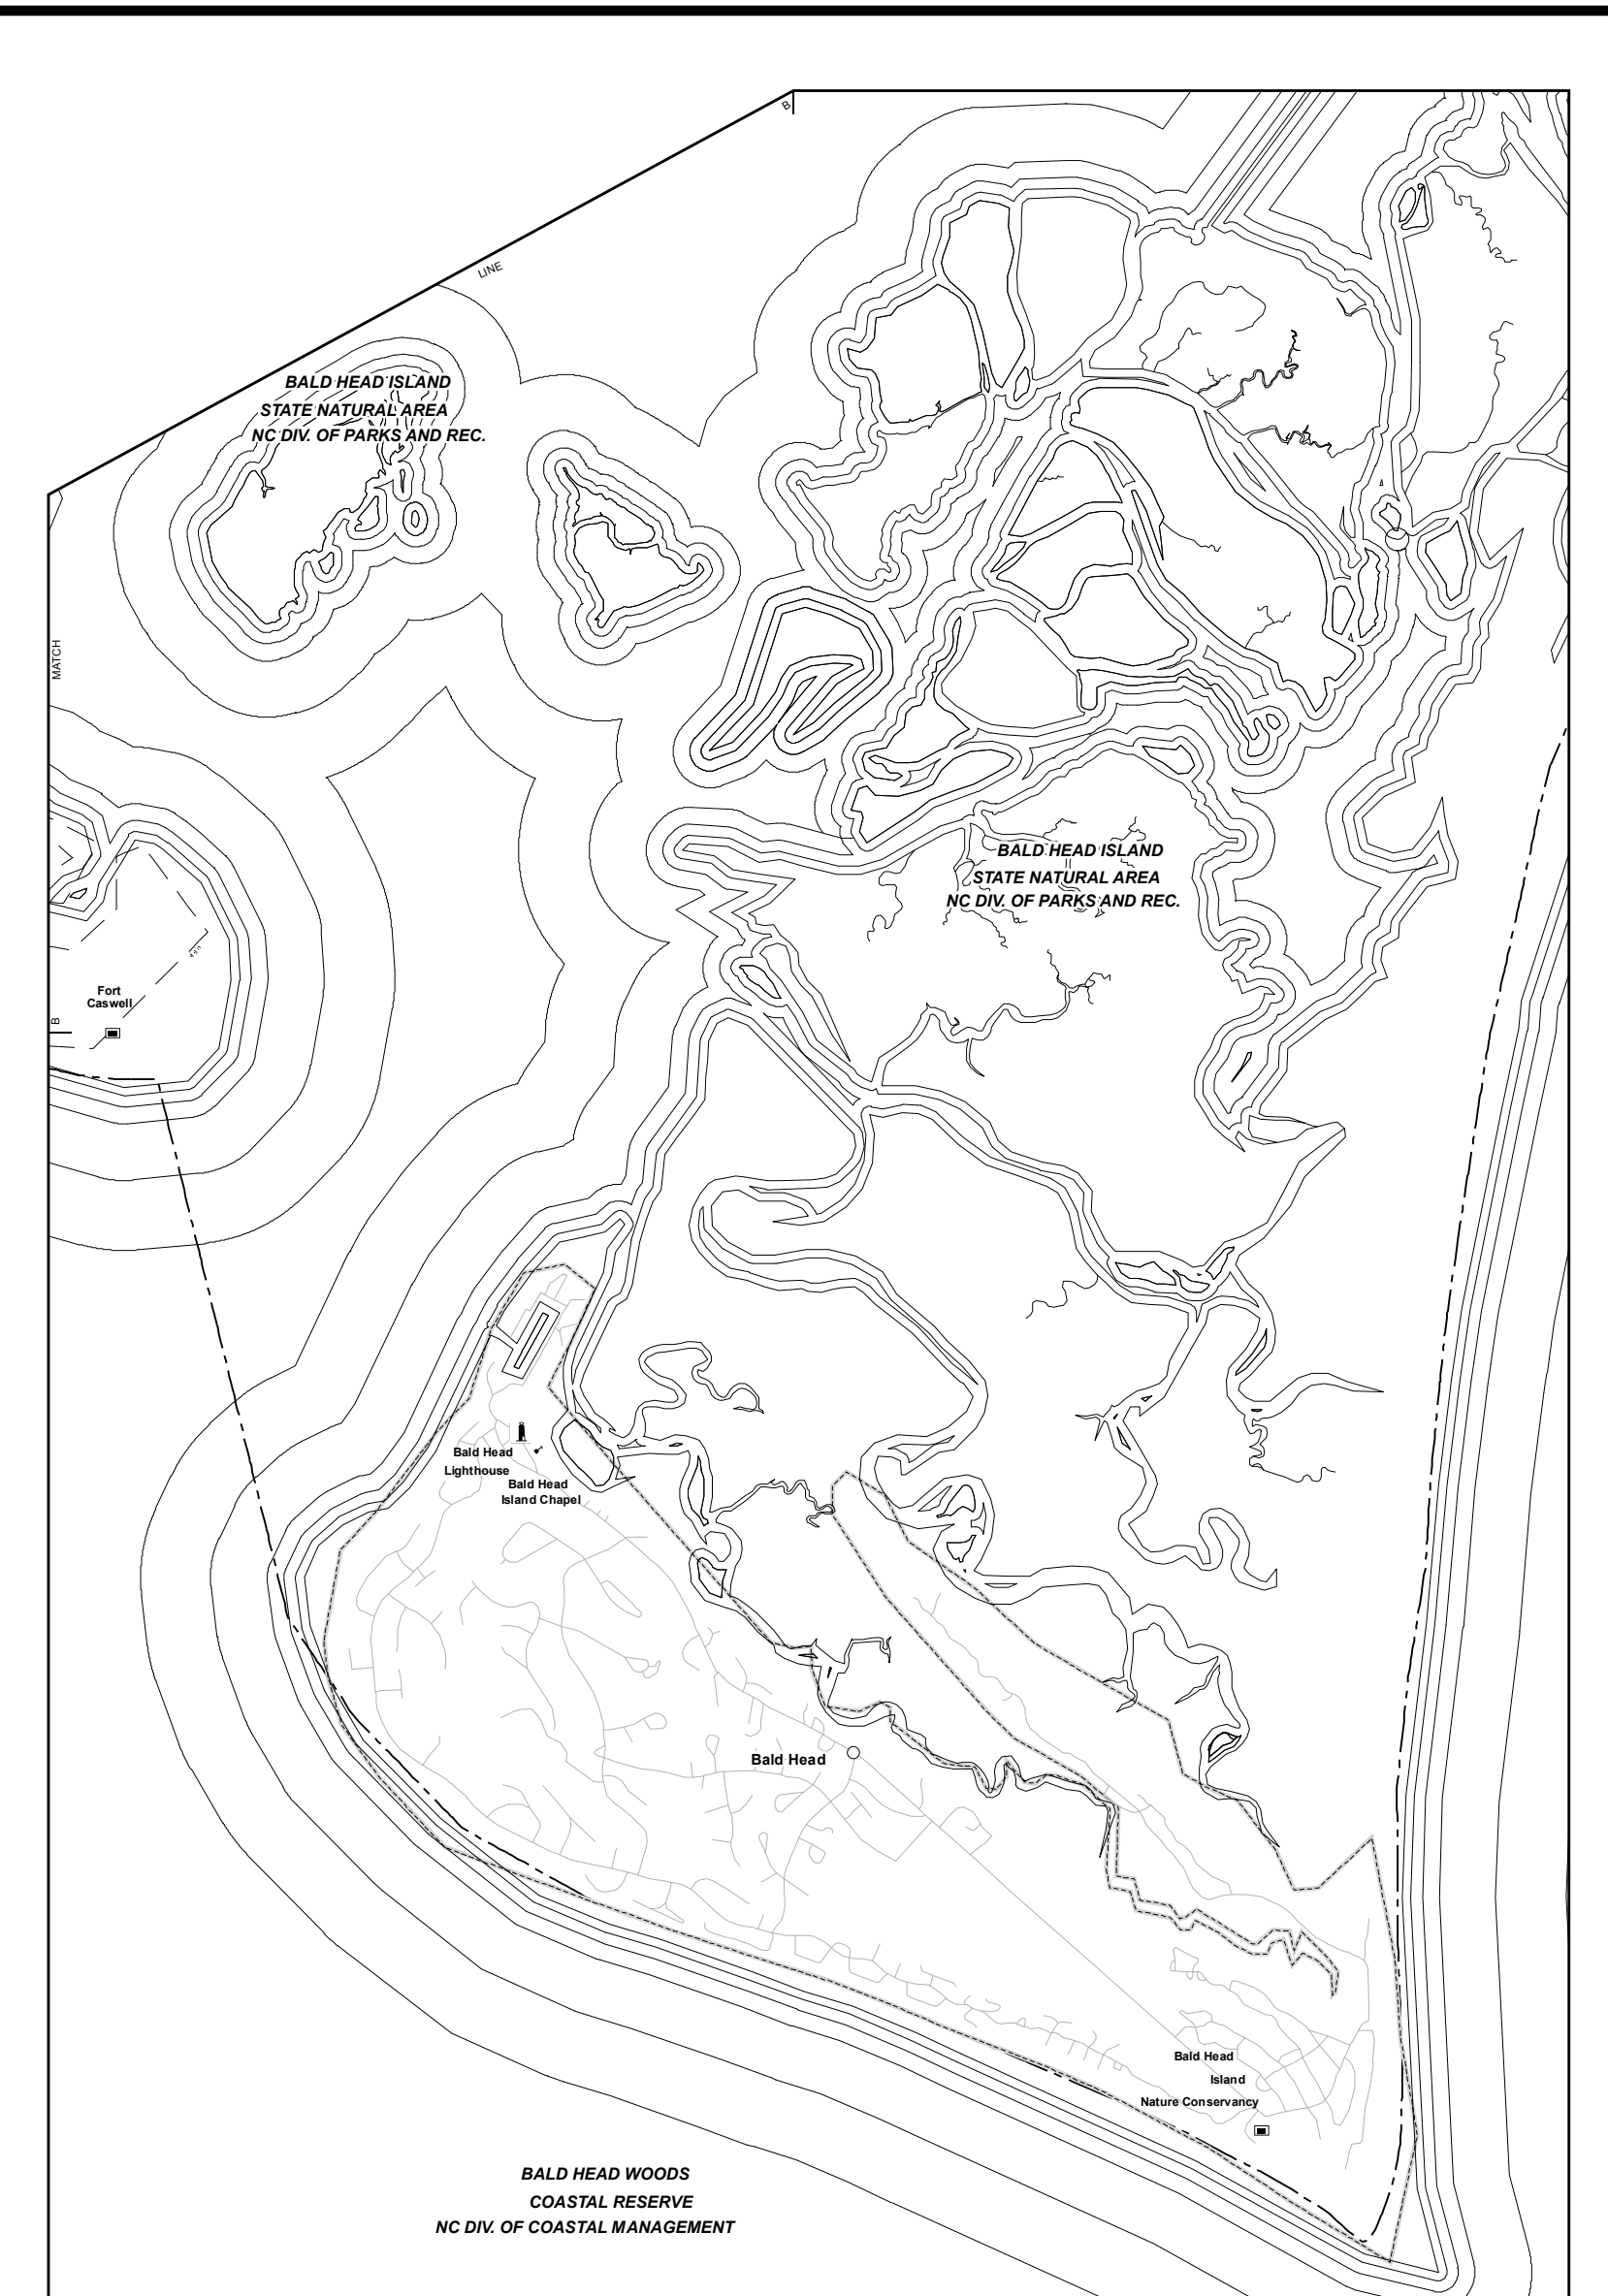 B
LINE
BALD HEAD ISLAND
STATE NATURAL AREA
NC DIV. OF PARKS AND REC.
MATCH
BALD HEAD ISLAND
STATE NATURAL AREA
NC DIV. OF PARKS AND REC.
Fort
Caswell
B
Bald Head
Lighthouse
Bald Head
Island Chapel
Bald Head
Bald Head
Island
Nature Conservancy
BALD HEAD WOODS
COASTAL RESERVE
NC DIV. OF COASTAL MANAGEMENT